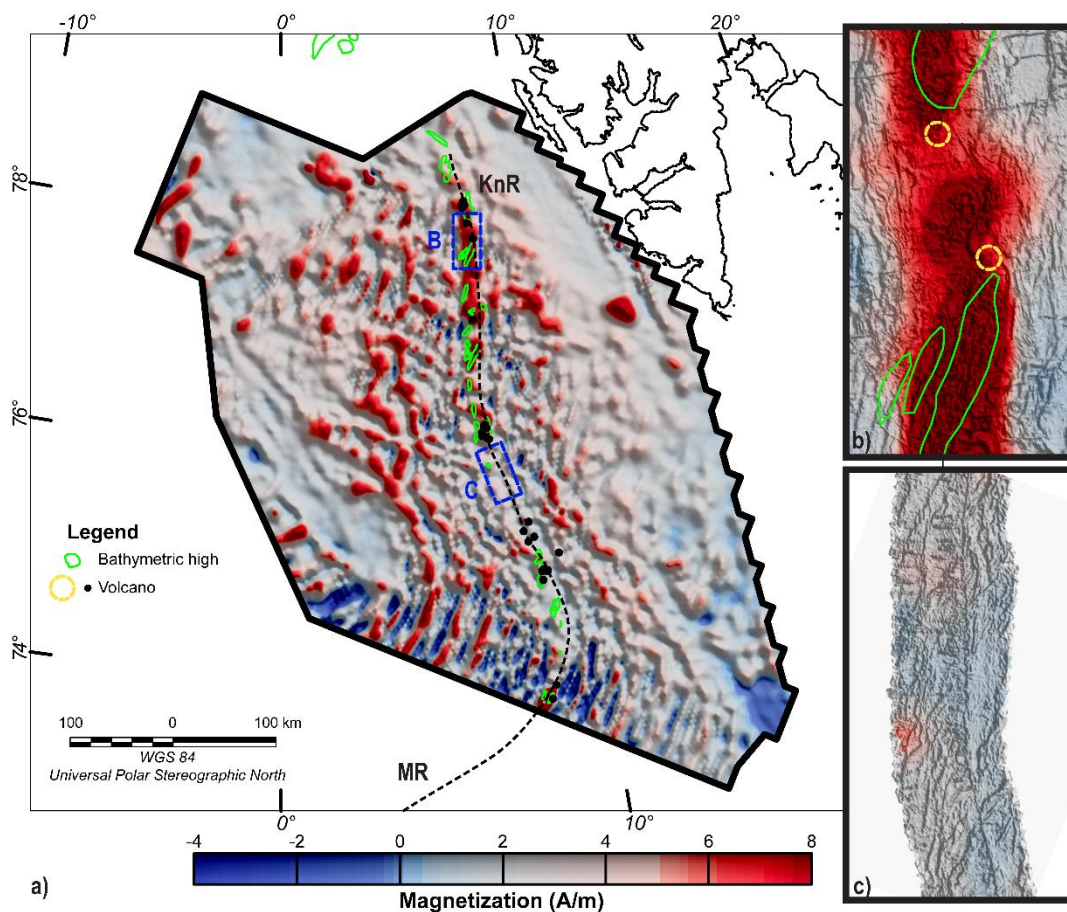 -10° 0° 10° 20°
78°
KnR
B
76°
C
Legend
Bathymetric high
Volcano
74°
100 0 100 km
WGS 84
Universal Polar Stereographic North
MR
0° 10°
-4 -2 0 2 4 6 8
a) Magnetization (A/m)
b)
c)